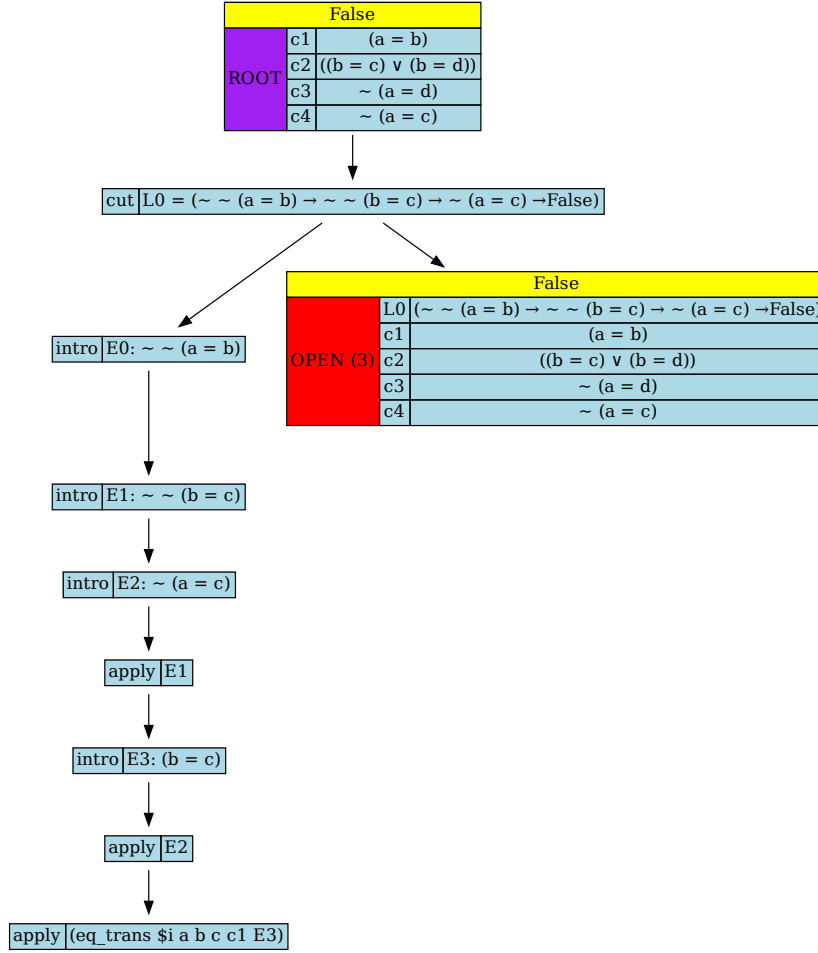 False
ROOT
c1 (a = b)
c2 ((b = c) ∨ (b = d))
c3 ~ (a = d)
c4 ~ (a = c)
cut L0 = (~ ~ (a = b) → ~ ~ (b = c) → ~ (a = c) →False)
False
OPEN (3)
L0 (~ ~ (a = b) → ~ ~ (b = c) → ~ (a = c) →False)
c1 (a = b)
c2 ((b = c) ∨ (b = d))
c3 ~ (a = d)
c4 ~ (a = c)
intro E0: ~ ~ (a = b)
intro E1: ~ ~ (b = c)
intro E2: ~ (a = c)
apply E1
intro E3: (b = c)
apply E2
apply (eq_trans $i a b c c1 E3)